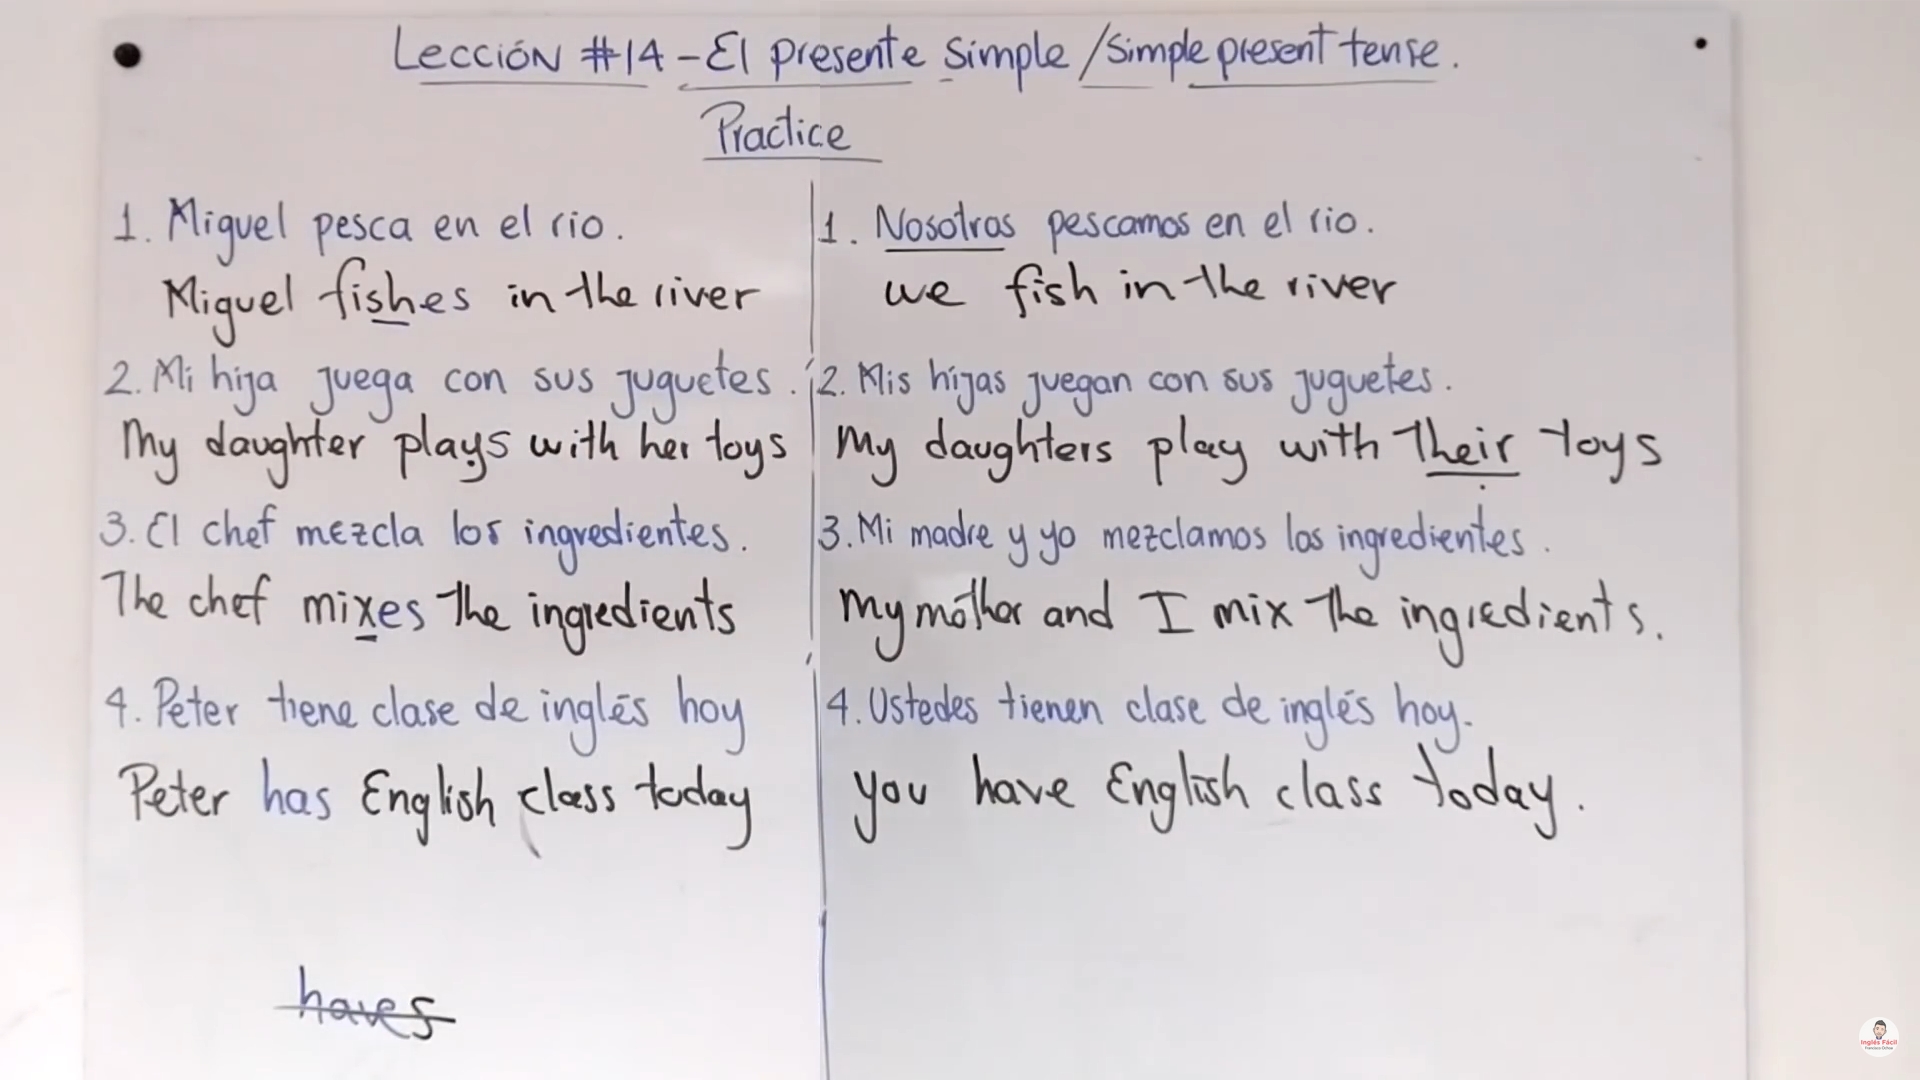 Lección #14 - El presente simple / simple present tense.
Practice
1. Miguel pesca en el rio.
Miguel fishes in the river
2. Mi hija juega con sus juguetes.
My daughter plays with her toys
3. El chef mezcla los ingredientes.
The chef mixes the ingredients
4. Peter tiene clase de inglés hoy
Peter has English class today
haves
1. Nosotros pescamos en el rio.
we fish in the river
2. Mis hijas juegan con sus juguetes.
My daughters play with their toys
3. Mi madre y yo mezclamos los ingredientes.
My mother and I mix the ingredients.
4. Ustedes tienen clase de inglés hoy.
you have English class today.
Inglés Fácil
Francisco Ochoa